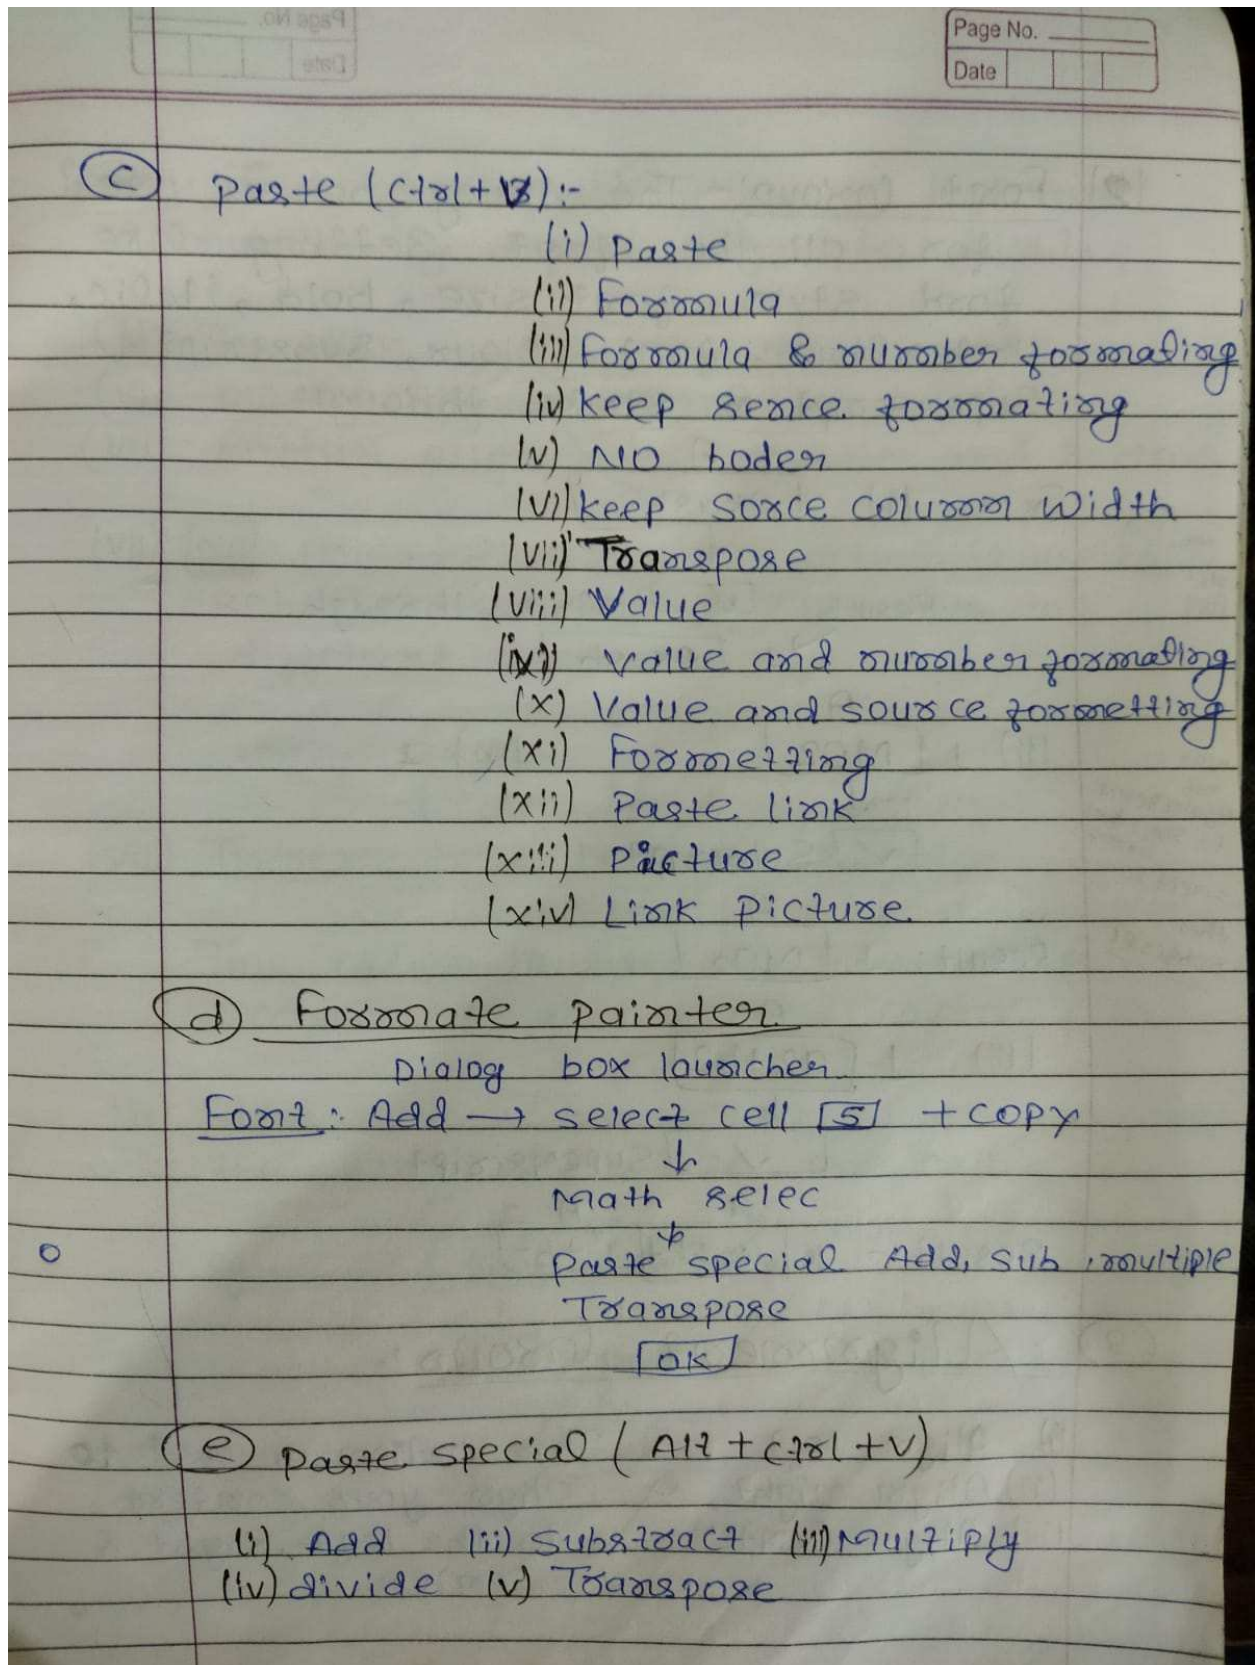 Page No.
Date
c Paste (Ctrl+V):-
(i) Paste
(ii) Formula
(iii) Formula & number formating
(iv) Keep sence formating
(v) NO boder
(vi) Keep sorce column width
(vii) Transpose
(viii) Value
(ix) Value and number formating
(x) Value and source formetting
(xi) Formetting
(xii) Paste link
(xiii) Picture
(xiv) Link picture.
d Formate painter
Dialog box launcher
Font : Add → select cell 5 + copy
↓
Math selec
↓
Paste special Add, Sub, multiple
Transpose
OK
e Paste special (Alt + ctrl + v)
(i) Add (ii) Substract (iii) Multiply
(iv) divide (v) Transpose